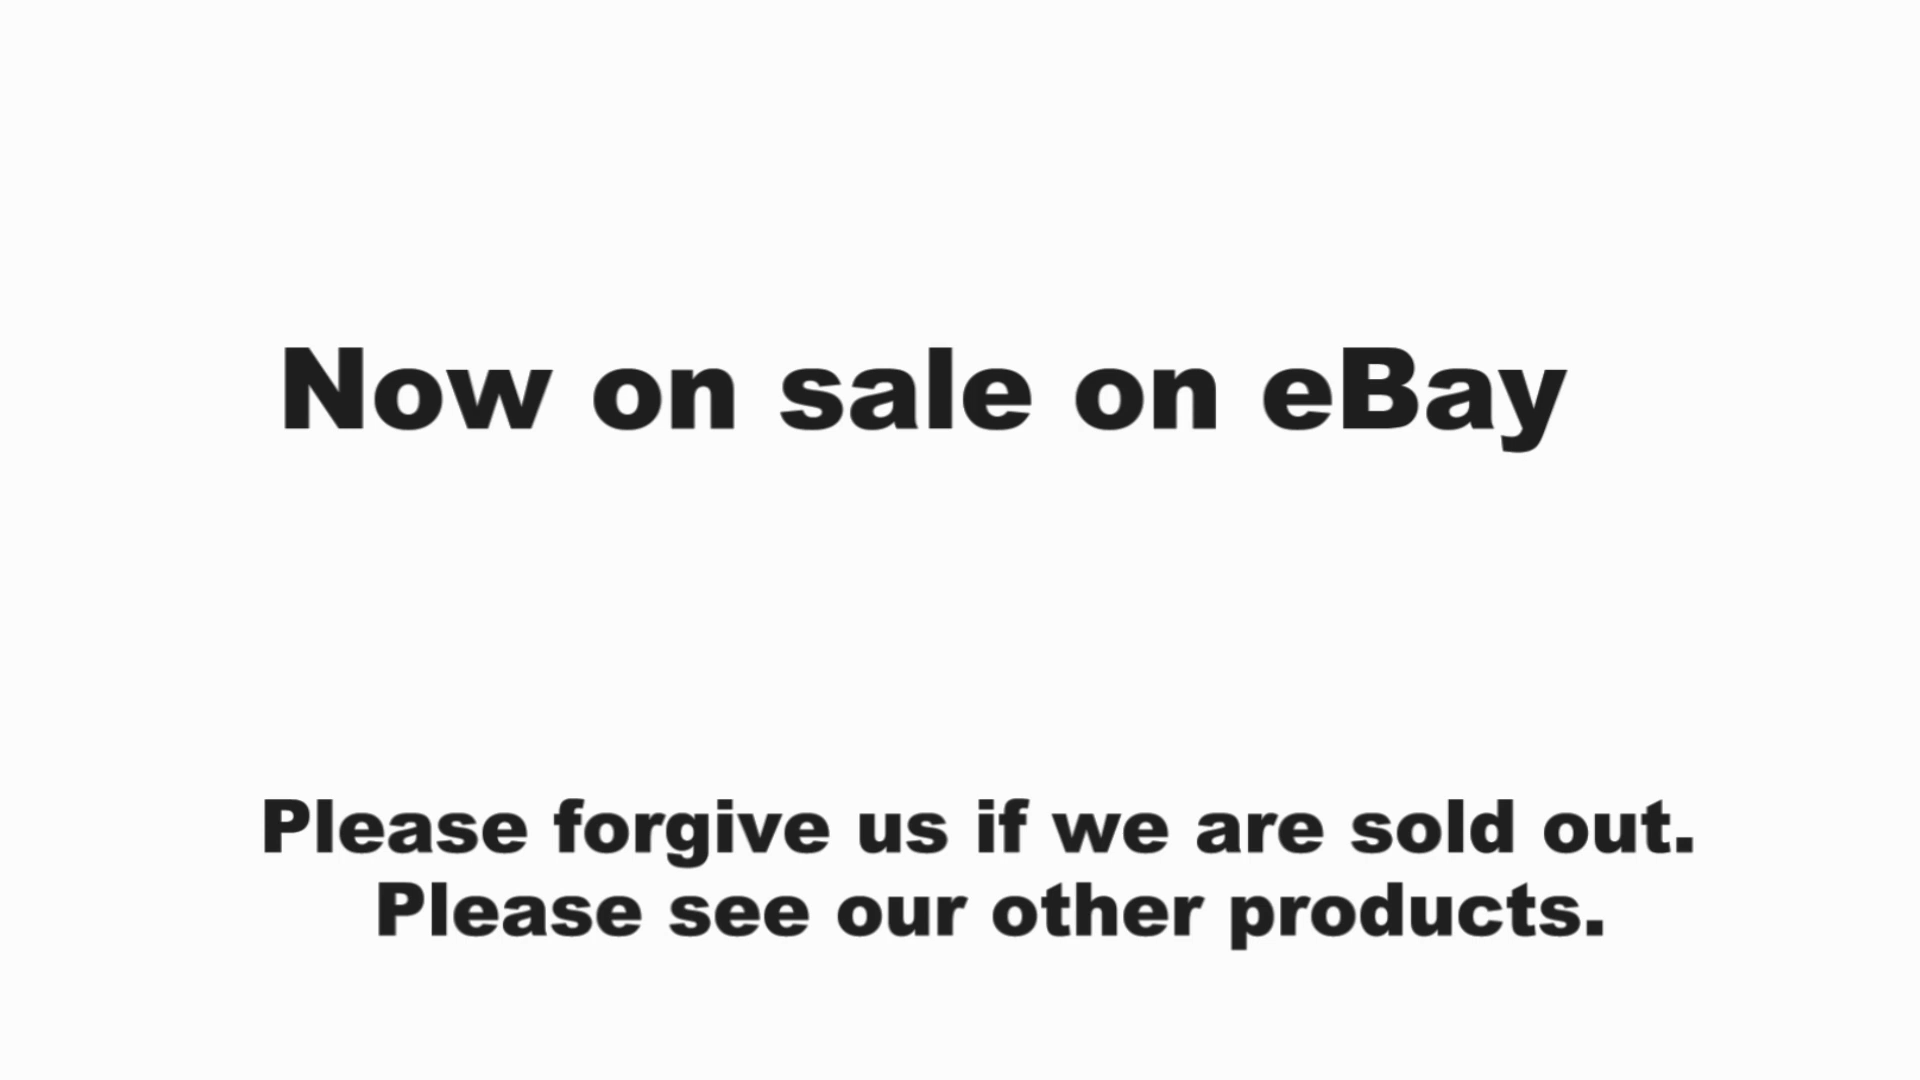 Now on sale on eBay
Please forgive us if we are sold out.
Please see our other products.